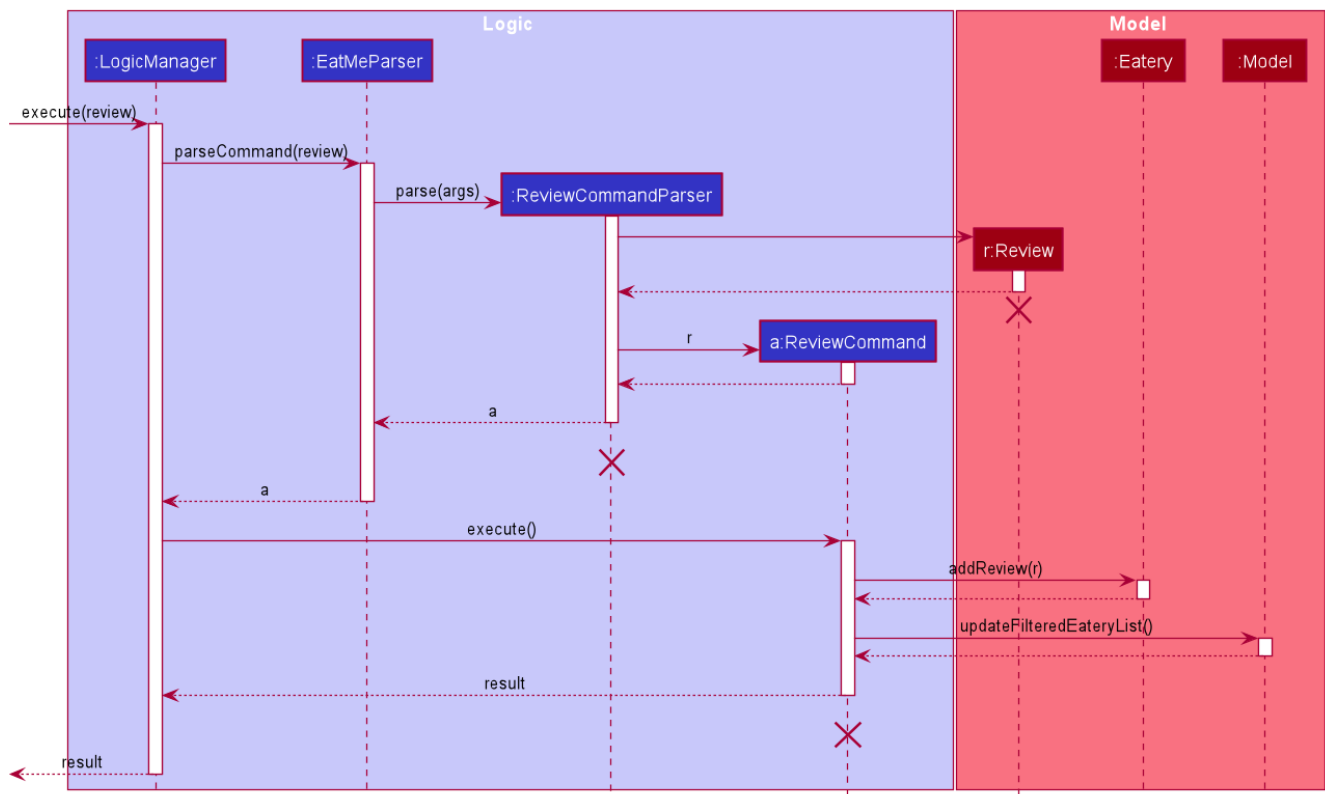 Logic
Model
:LogicManager
:EatMeParser
:Eatery
:Model
execute(review)
parseCommand(review)
parse(args)
:ReviewCommandParser
r:Review
r
a:ReviewCommand
a
a
execute()
addReview(r)
updateFilteredEateryList()
result
result